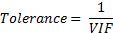 Tolerance = 1/VIF